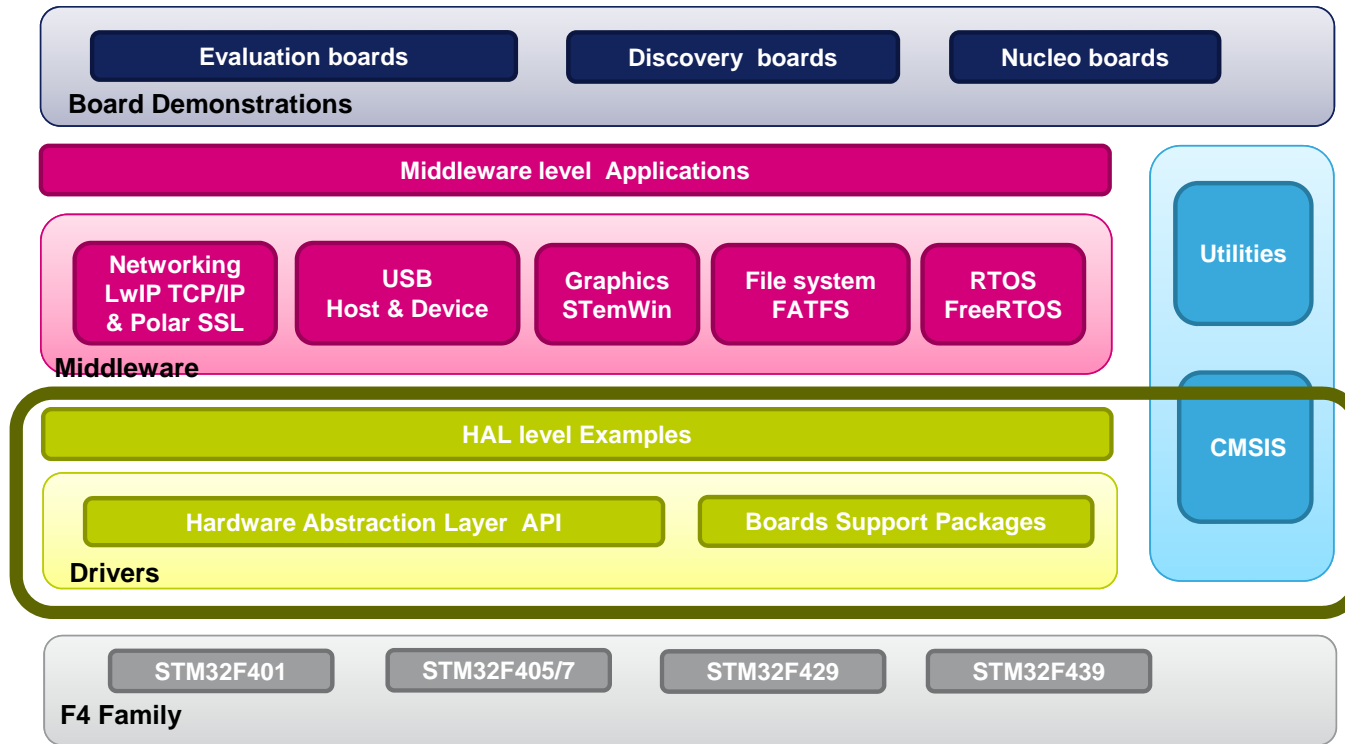 Evaluation boards
Discovery boards
Nucleo boards
Board Demonstrations
Middleware level Applications
Networking
LwIP TCP/IP
& Polar SSL
USB
Host & Device
Graphics
STemWin
File system
FATFS
RTOS
FreeRTOS
Middleware
Utilities
HAL level Examples
CMSIS
Hardware Abstraction Layer API
Boards Support Packages
Drivers
STM32F401
STM32F405/7
STM32F429
STM32F439
F4 Family